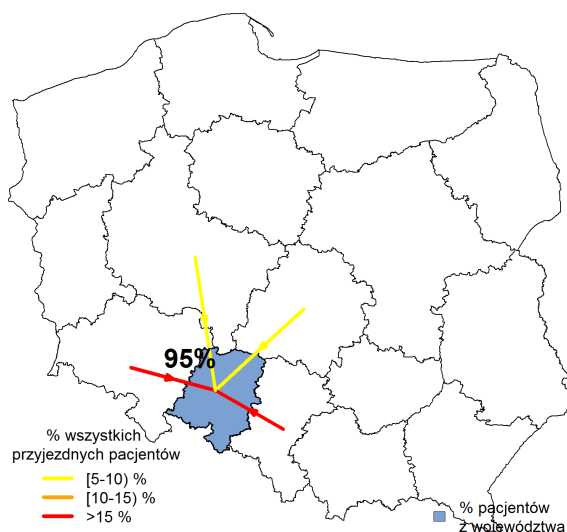 95%
% wszystkich
przyjezdnych pacjentów
[5-10) %
[10-15) %
>15 %
% pacjentów
z województwa